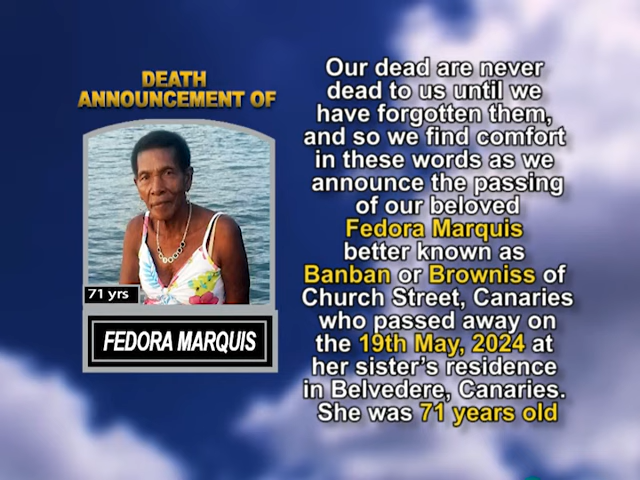 DEATH
ANNOUNCEMENT OF
71 yrs
FEDORA MARQUIS
Our dead are never
dead to us until we
have forgotten them,
and so we find comfort
in these words as we
announce the passing
of our beloved
Fedora Marquis
better known as
Banban or Browniss of
Church Street, Canaries
who passed away on
the 19th May, 2024 at
her sister's residence
in Belvedere, Canaries.
She was 71 years old